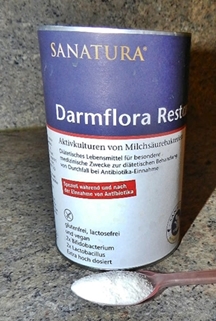 SANATURA®
Darmflora Resto
Aktivkulturen von Milchsäurebakterien
Diätetisches Lebensmittel für besondere
medizinische Zwecke zur diätetischen Behandlung
von Durchfall bei Antibiotika-Einnahme
Speziell während und nach
der Einnahme von Antibiotika
glutenfrei, lactosefrei
und vegan
2x Bifidobacterium
2x Lactobacillus
Extra hoch dosiert